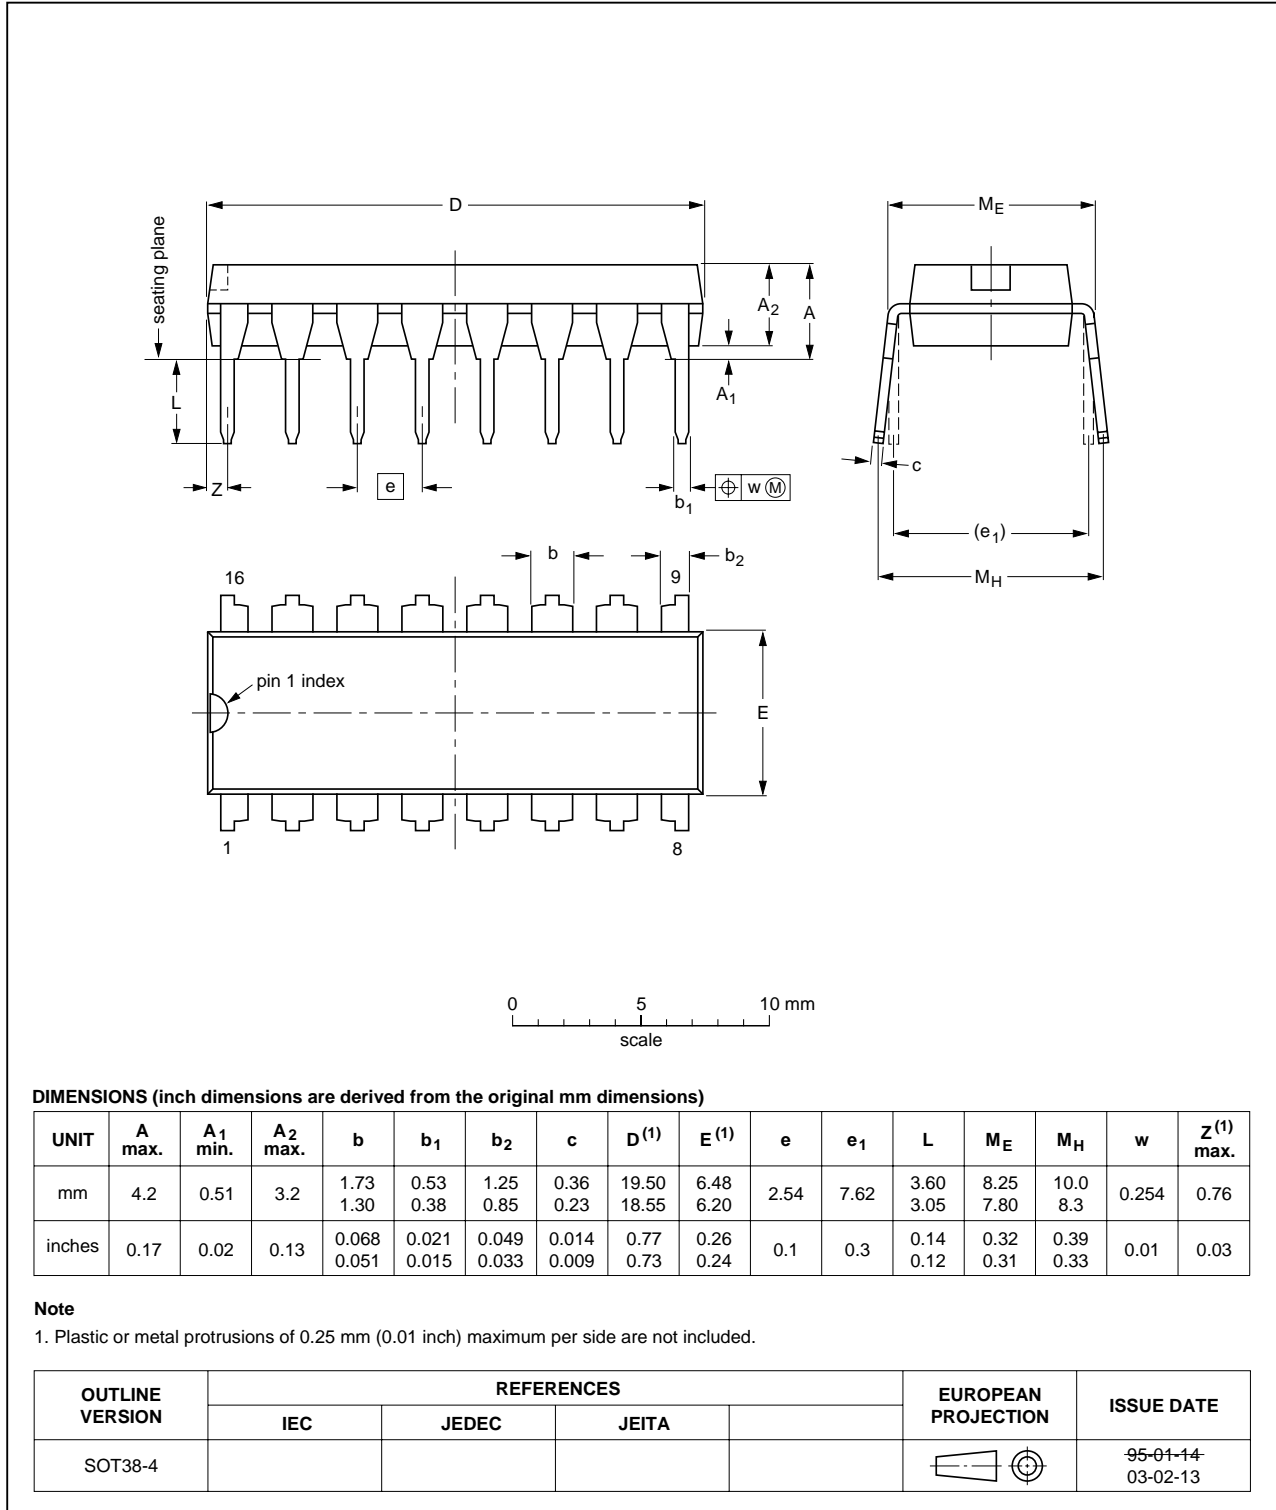 D
M_E
seating plane
A_2
A
A_1
L
c
Z
e
b_1
w Ⓜ
(e_1)
M_H
b
b_2
16
9
pin 1 index
E
1
8
0 5 10 mm
scale
DIMENSIONS (inch dimensions are derived from the original mm dimensions)
UNIT A max. A1 min. A2 max. b b1 b2 c D(1) E(1) e e1 L ME MH w Z(1) max.
mm 4.2 0.51 3.2 1.73 1.30 0.53 0.38 1.25 0.85 0.36 0.23 19.50 18.55 6.48 6.20 2.54 7.62 3.60 3.05 8.25 7.80 10.0 8.3 0.254 0.76
inches 0.17 0.02 0.13 0.068 0.051 0.021 0.015 0.049 0.033 0.014 0.009 0.77 0.73 0.26 0.24 0.1 0.3 0.14 0.12 0.32 0.31 0.39 0.33 0.01 0.03
Note
1. Plastic or metal protrusions of 0.25 mm (0.01 inch) maximum per side are not included.
OUTLINE VERSION REFERENCES EUROPEAN PROJECTION ISSUE DATE
IEC JEDEC JEITA
SOT38-4 95-01-14
03-02-13